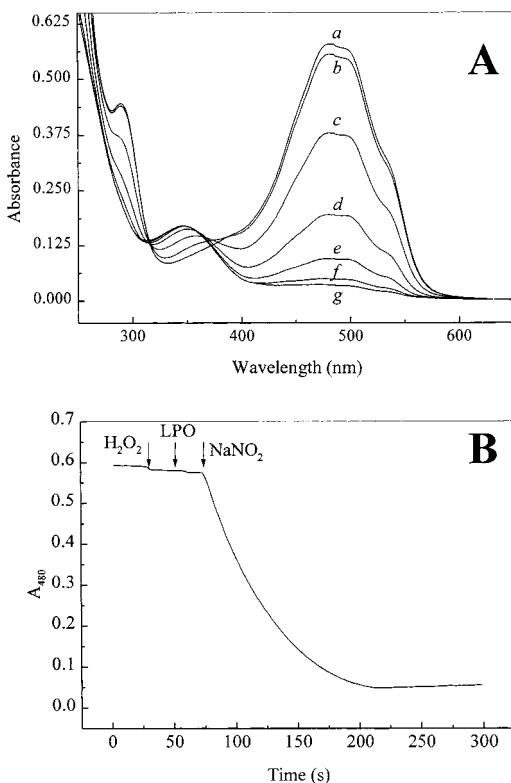 A
0.625
0.500
0.375
0.250
0.125
0.000
Absorbance
a
b
c
d
e
f
g
300 400 500 600
Wavelength (nm)
B
0.7
0.6
0.5
0.4
0.3
0.2
0.1
0.0
A₄₈₀
H₂O₂
LPO
NaNO₂
0 50 100 150 200 250 300
Time (s)